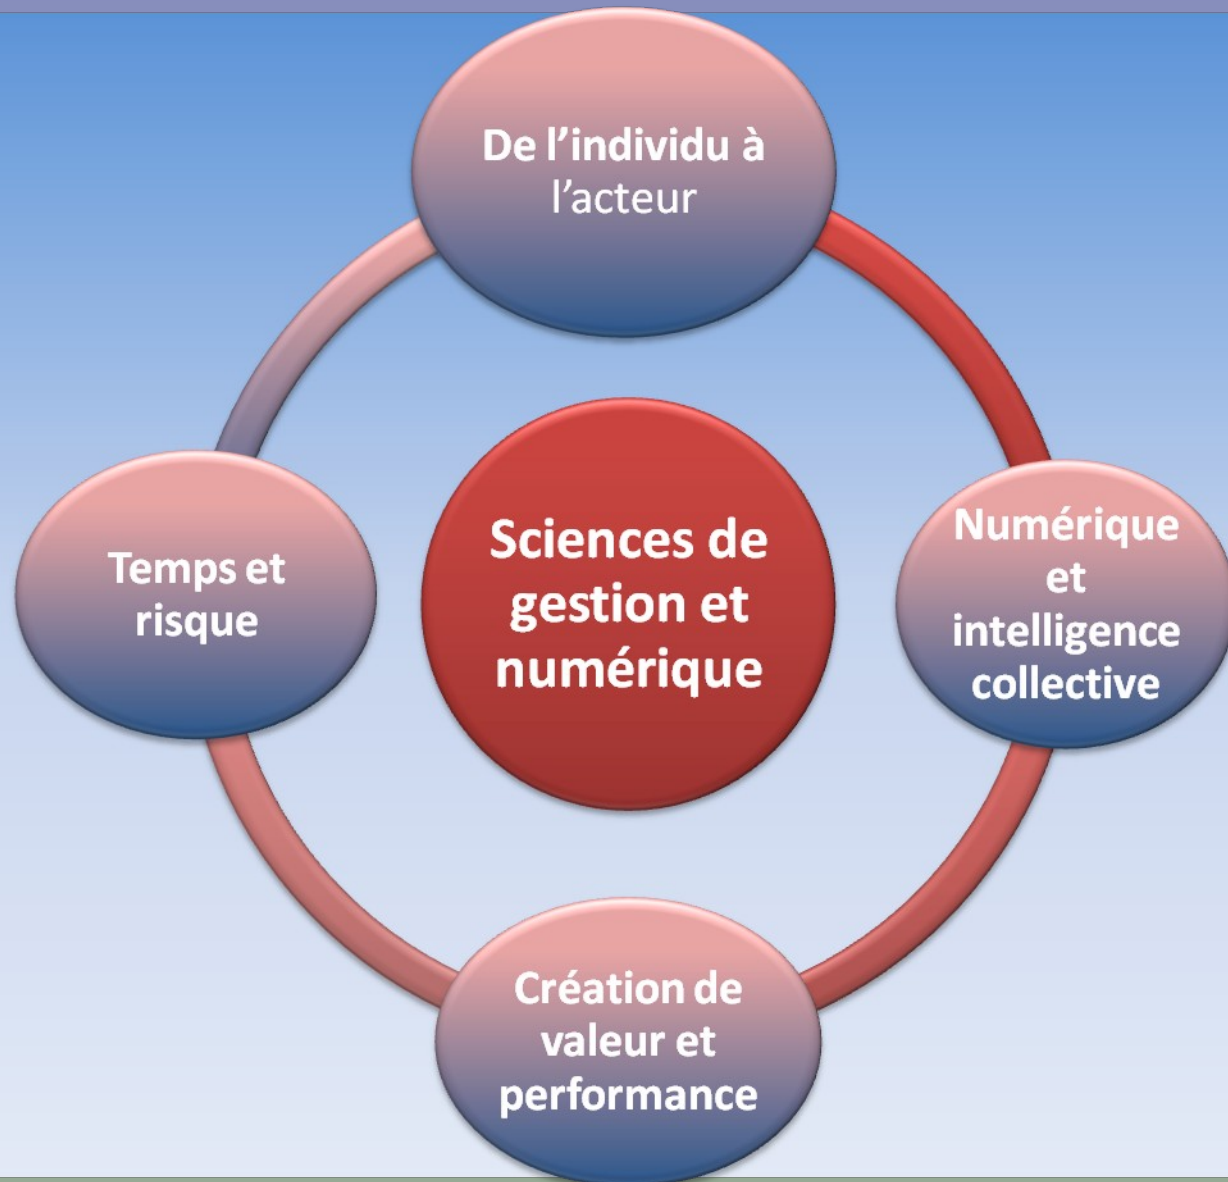 De l'individu à
l'acteur
Temps et
risque
Sciences de
gestion et
numérique
Numérique
et
intelligence
collective
Création de
valeur et
performance